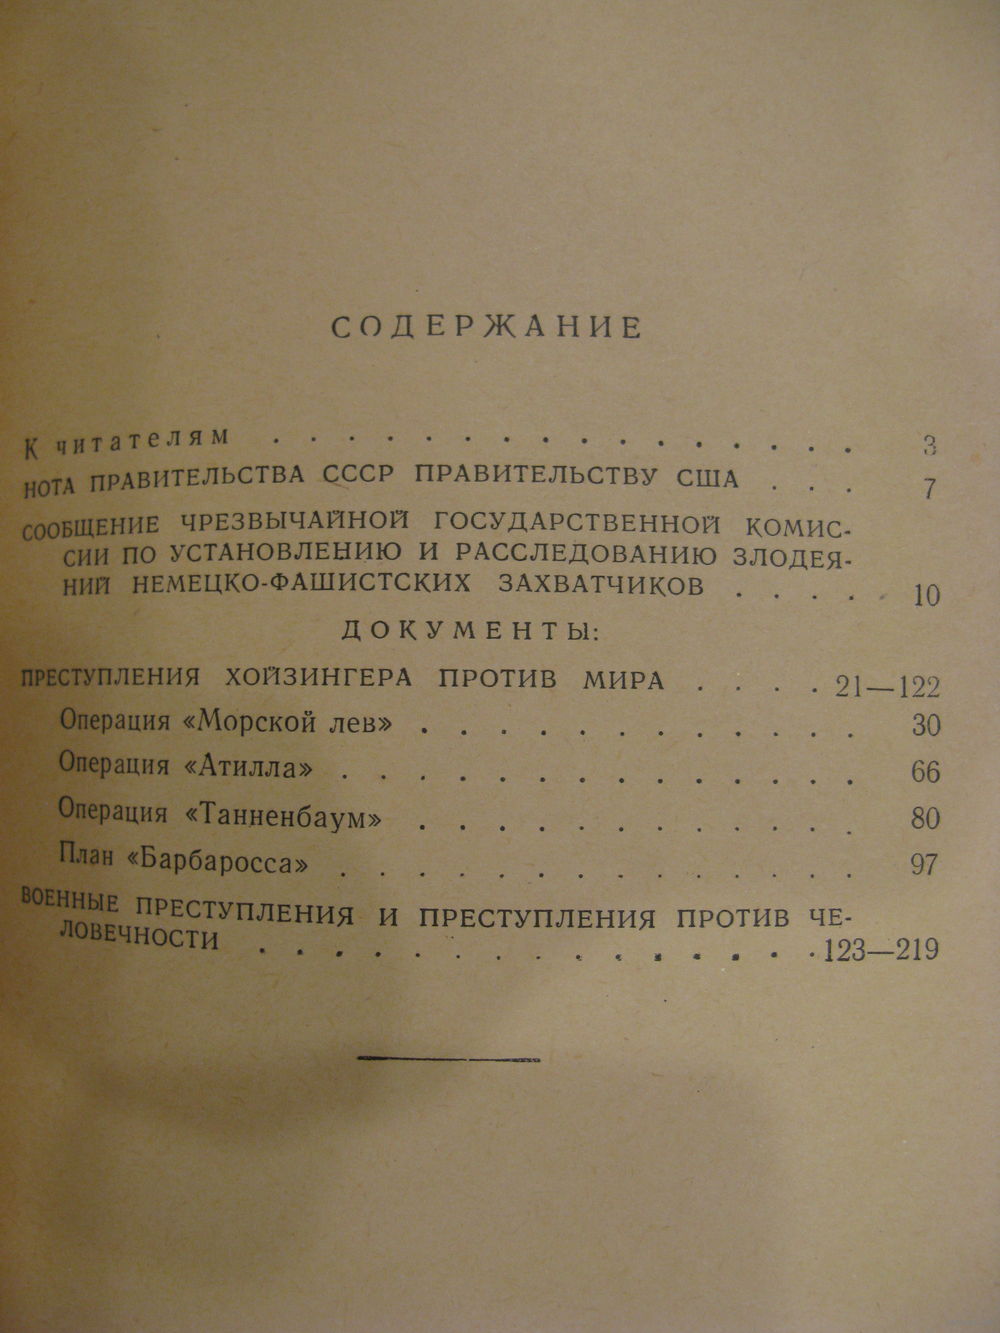 СОДЕРЖАНИЕ
К читателям . . . . . . . . . . . . . . . . 3
НОТА ПРАВИТЕЛЬСТВА СССР ПРАВИТЕЛЬСТВУ США . . . 7
СООБЩЕНИЕ ЧРЕЗВЫЧАЙНОЙ ГОСУДАРСТВЕННОЙ КОМИС-
СИИ ПО УСТАНОВЛЕНИЮ И РАССЛЕДОВАНИЮ ЗЛОДЕЯ-
НИЙ НЕМЕЦКО-ФАШИСТСКИХ ЗАХВАТЧИКОВ . . . . . 10
ДОКУМЕНТЫ:
ПРЕСТУПЛЕНИЯ ХОЙЗИНГЕРА ПРОТИВ МИРА . . . . 21—122
Операция «Морской лев» . . . . . . . . . . . . 30
Операция «Атилла» . . . . . . . . . . . . . . 66
Операция «Танненбаум» . . . . . . . . . . . . 80
План «Барбаросса» . . . . . . . . . . . . . . 97
ВОЕННЫЕ ПРЕСТУПЛЕНИЯ И ПРЕСТУПЛЕНИЯ ПРОТИВ ЧЕ-
ЛОВЕЧНОСТИ . . . . . . . . . . . . . . . 123—219